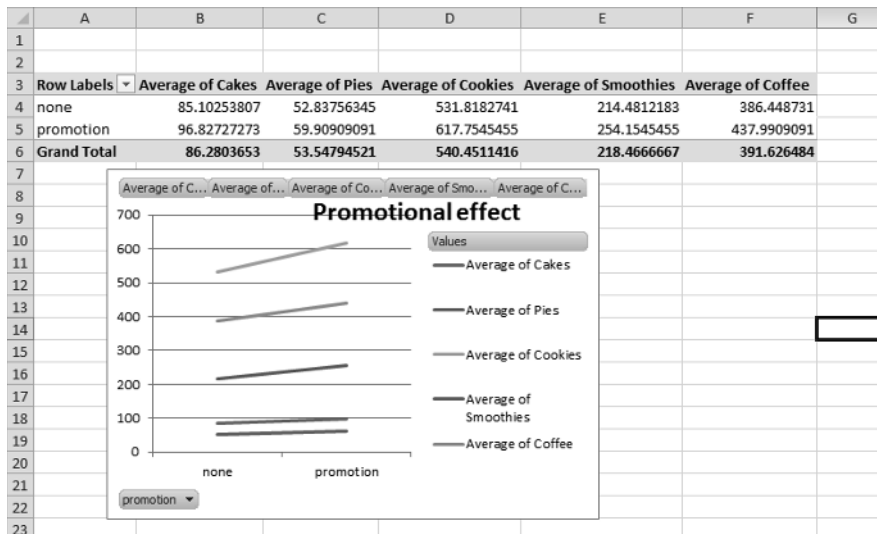 A B C D E F G
1
2
3 Row Labels Average of Cakes Average of Pies Average of Cookies Average of Smoothies Average of Coffee
4 none 85.10253807 52.83756345 531.8182741 214.4812183 386.448731
5 promotion 96.82727273 59.90909091 617.7545455 254.1545455 437.9909091
6 Grand Total 86.2803653 53.54794521 540.4511416 218.4666667 391.626484
7
8 Average of C... Average of... Average of Co... Average of Smo... Average of C...
9 700 Promotional effect
10 600 Values
11 Average of Cakes
12 500
13 400 Average of Pies
14
15 300 Average of Cookies
16 200
17 Average of
18 100 Smoothies
19 0 Average of Coffee
20 none promotion
21
22 promotion
23